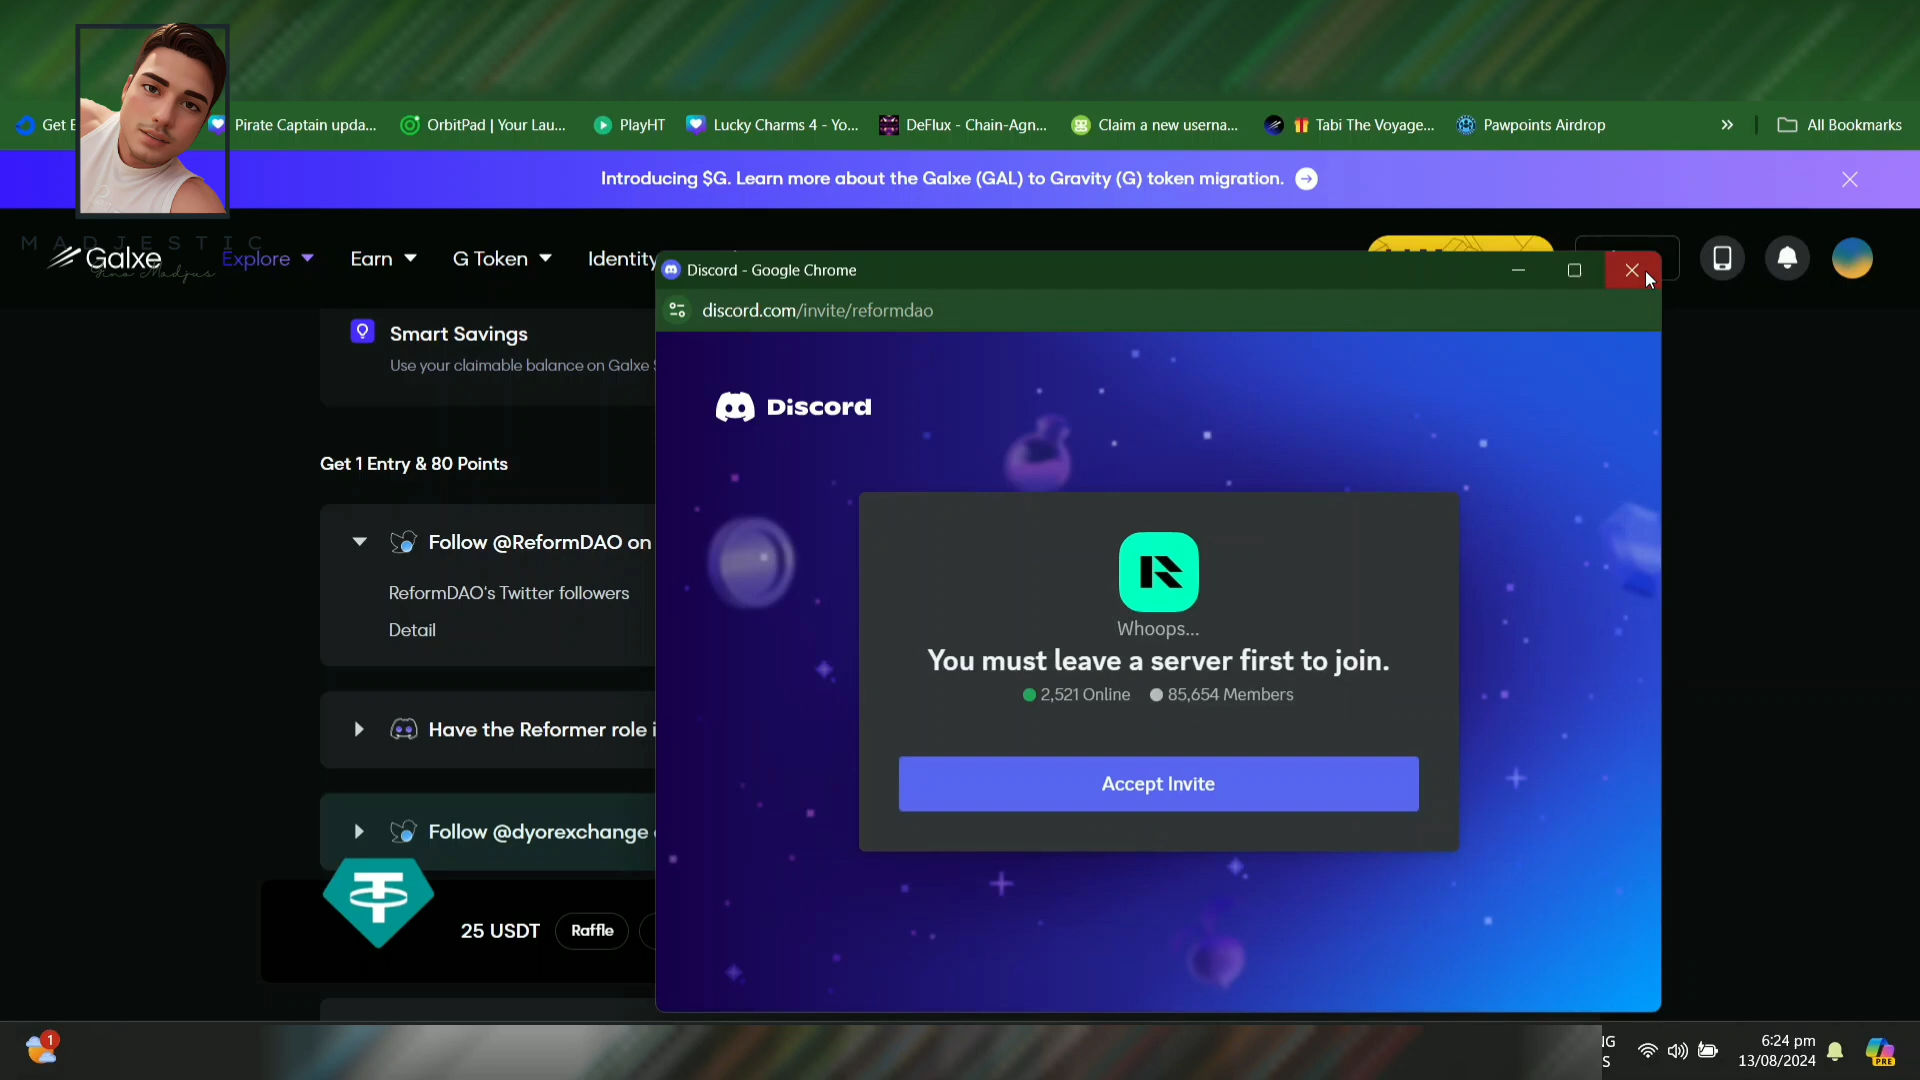 Get
Pirate Captain upda...
OrbitPad | Your Lau...
PlayHT
Lucky Charms 4 - Yo...
DeFlux - Chain-Agn...
Claim a new userna...
Tabi The Voyage...
Pawpoints Airdrop
»
All Bookmarks
Introducing $G. Learn more about the Galxe (GAL) to Gravity (G) token migration.
MADJESTIC
Galxe
Explore
Earn
G Token
Identity
Discord - Google Chrome
discord.com/invite/reformdao
Smart Savings
Use your claimable balance on Galxe
Discord
Get 1 Entry & 80 Points
Follow @ReformDAO on
ReformDAO's Twitter followers
Detail
Whoops...
You must leave a server first to join.
2,521 Online
85,654 Members
Have the Reformer role
Accept Invite
Follow @dyorexchange
25 USDT
Raffle
1
6:24 pm
13/08/2024
PRE